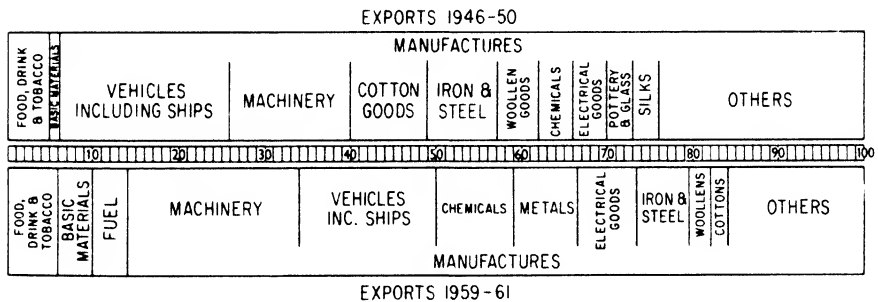 EXPORTS 1946-50
MANUFACTURES
FOOD, DRINK
& TOBACCO
BASIC MATERIALS
VEHICLES
INCLUDING SHIPS
MACHINERY
COTTON
GOODS
IRON &
STEEL
WOOLLEN
GOODS
CHEMICALS
ELECTRICAL
GOODS
POTTERY
& GLASS
SILKS
OTHERS
10 20 30 40 50 60 70 80 90 100
FOOD,
DRINK &
TOBACCO
BASIC
MATERIALS
FUEL
MACHINERY
VEHICLES
INC. SHIPS
CHEMICALS
METALS
ELECTRICAL
GOODS
IRON &
STEEL
WOOLLENS
COTTONS
OTHERS
MANUFACTURES
EXPORTS 1959-61